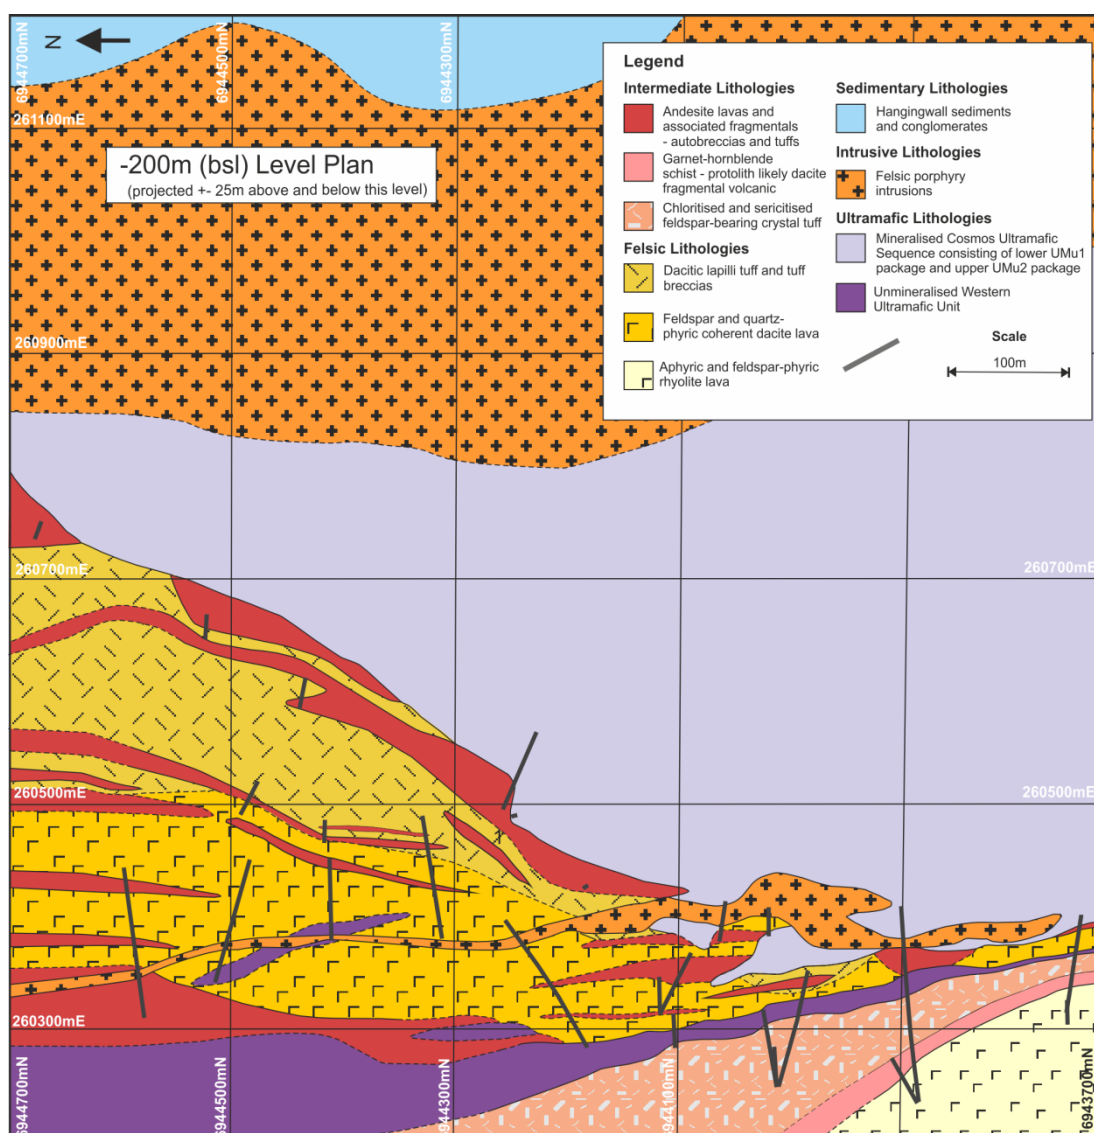 N
6944700mN
6944500mN
6944300mN
261100mE
-200m (bsl) Level Plan
(projected +- 25m above and below this level)
260900mE
Legend
Intermediate Lithologies
Andesite lavas and
associated fragmentals
- autobreccias and tuffs
Garnet-hornblende
schist - protolith likely dacite
fragmental volcanic
Chloritised and sericitised
feldspar-bearing crystal tuff
Felsic Lithologies
Dacitic lapilli tuff and tuff
breccias
Feldspar and quartz-
phyric coherent dacite lava
Aphyric and feldspar-phyric
rhyolite lava
Sedimentary Lithologies
Hangingwall sediments
and conglomerates
Intrusive Lithologies
Felsic porphyry
intrusions
Ultramafic Lithologies
Mineralised Cosmos Ultramafic
Sequence consisting of lower UMu1
package and upper UMu2 package
Unmineralised Western
Ultramafic Unit
Scale
100m
260700mE
260700mE
260500mE
260500mE
260300mE
260300mE
6944700mN
6944500mN
6944300mN
6944100mN
6943700mN